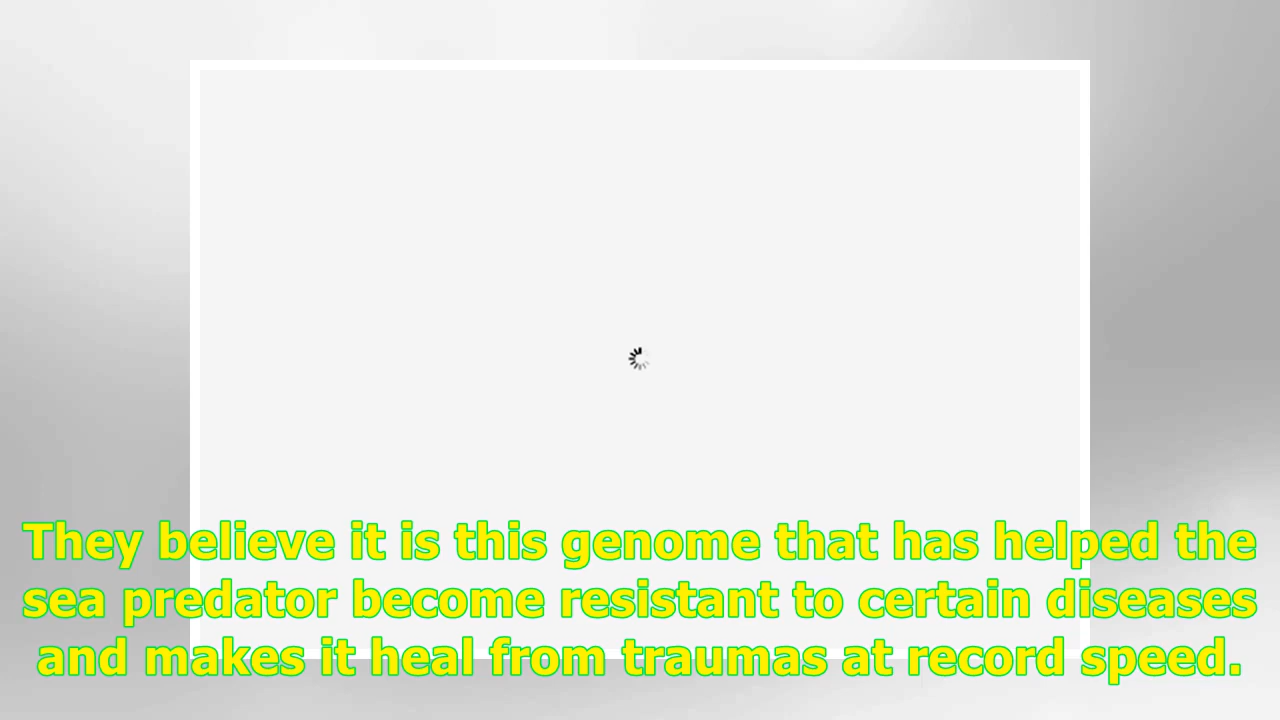 They believe it is this genome that has helped the
sea predator become resistant to certain diseases
and makes it heal from traumas at record speed.